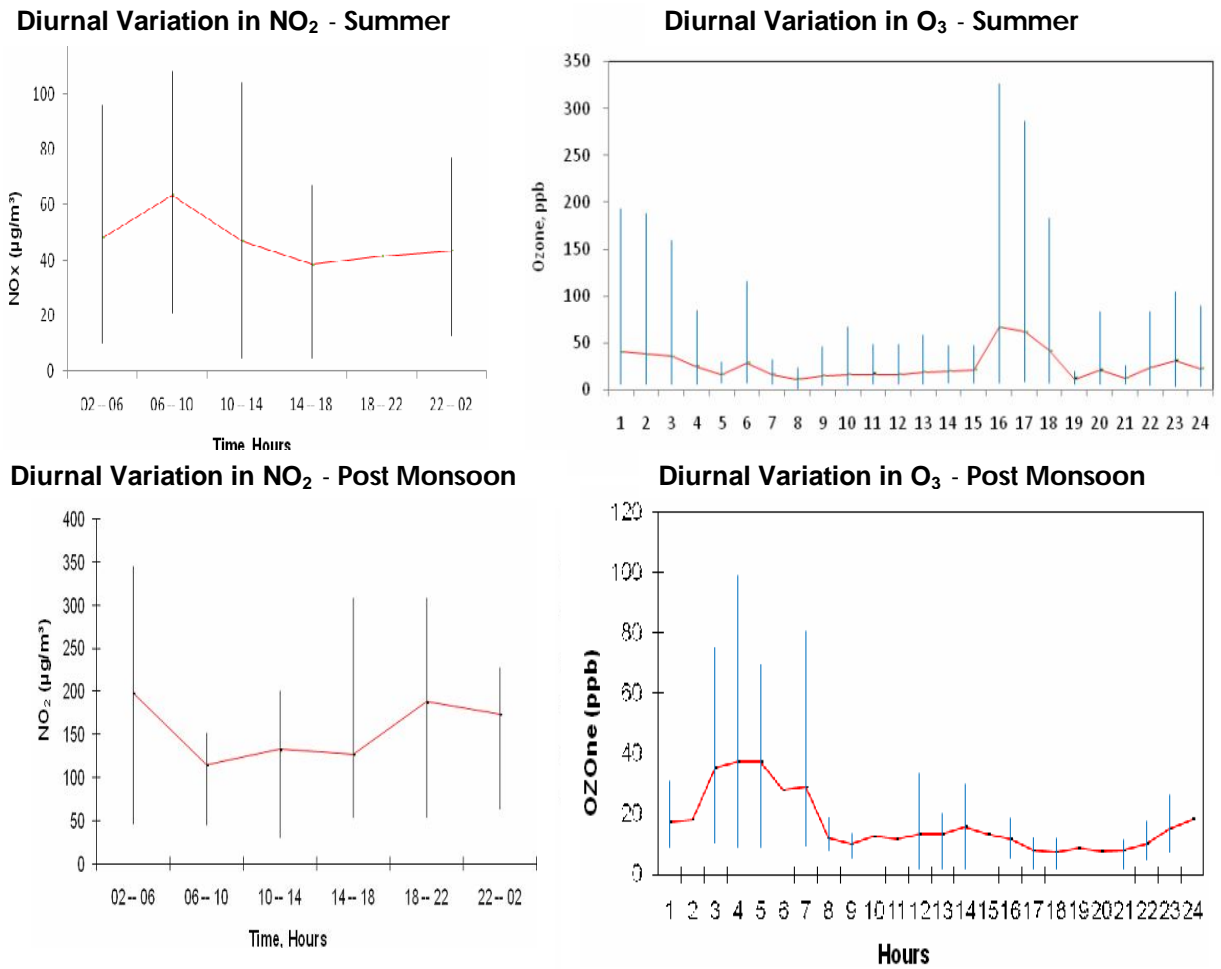 Diurnal Variation in NO₂ - Summer
NOx (µg/m³)
100
80
60
40
20
0
02 -- 06 06 -- 10 10 -- 14 14 -- 18 18 -- 22 22 -- 02
Time, Hours
Diurnal Variation in O₃ - Summer
Ozone, ppb
350
300
250
200
150
100
50
0
1 2 3 4 5 6 7 8 9 10 11 12 13 14 15 16 17 18 19 20 21 22 23 24
Diurnal Variation in NO₂ - Post Monsoon
NO₂ (µg/m³)
400
350
300
250
200
150
100
50
0
02 -- 06 06 -- 10 10 -- 14 14 -- 18 18 -- 22 22 -- 02
Time, Hours
Diurnal Variation in O₃ - Post Monsoon
OZOne (ppb)
120
100
80
60
40
20
0
1 2 3 4 5 6 7 8 9 10 11 12 13 14 15 16 17 18 19 20 21 22 23 24
Hours